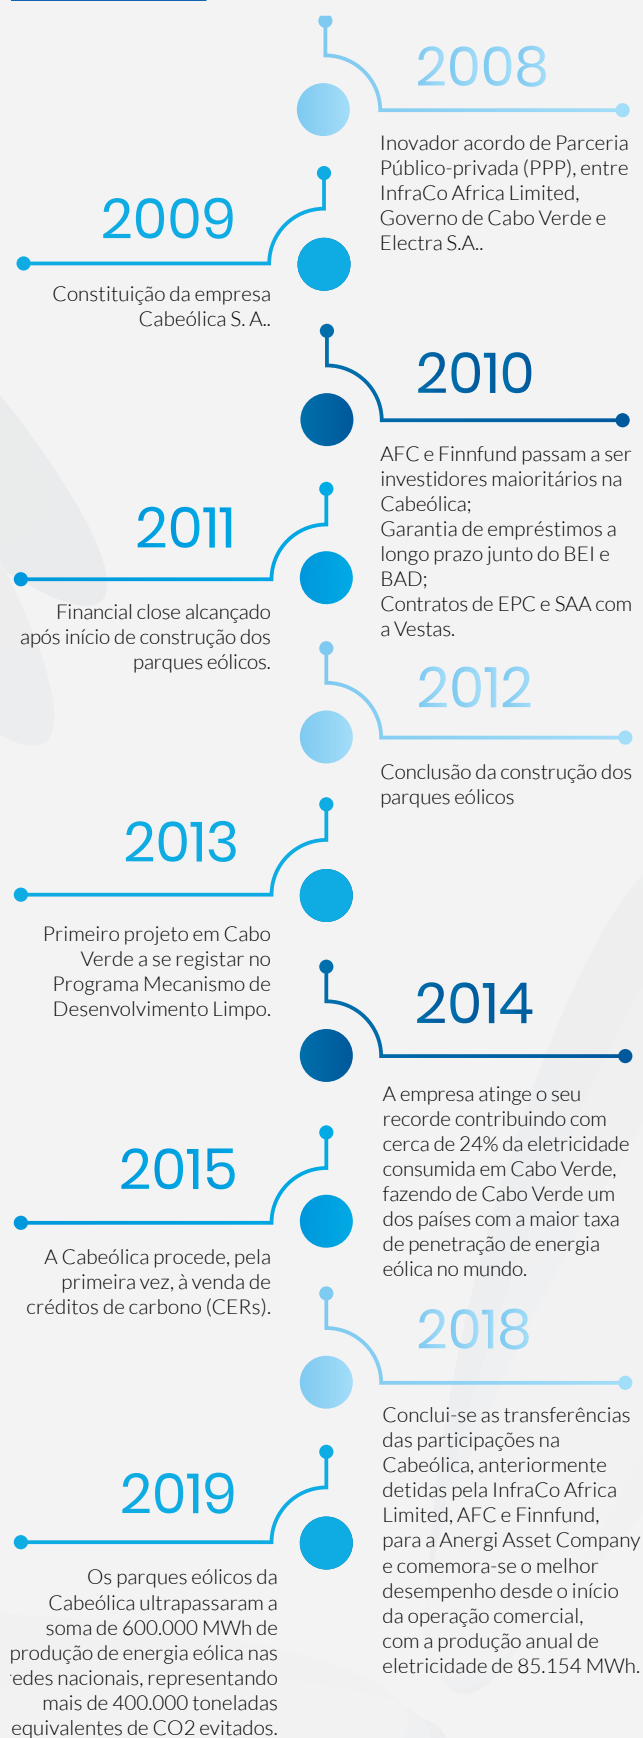 2008
Inovador acordo de Parceria
Público-privada (PPP), entre
InfraCo Africa Limited,
Governo de Cabo Verde e
Electra S.A..
2009
Constituição da empresa
Cabeólica S. A..
2010
AFC e Finnfund passam a ser
investidores maioritários na
Cabeólica;
Garantia de empréstimos a
longo prazo junto do BEI e
BAD;
Contratos de EPC e SAA com
a Vestas.
2011
Financial close alcançado
após início de construção dos
parques eólicos.
2012
Conclusão da construção dos
parques eólicos
2013
Primeiro projeto em Cabo
Verde a se registar no
Programa Mecanismo de
Desenvolvimento Limpo.
2014
A empresa atinge o seu
recorde contribuindo com
cerca de 24% da eletricidade
consumida em Cabo Verde,
fazendo de Cabo Verde um
dos países com a maior taxa
de penetração de energia
eólica no mundo.
2015
A Cabeólica procede, pela
primeira vez, à venda de
créditos de carbono (CERs).
2018
Conclui-se as transferências
das participações na
Cabeólica, anteriormente
detidas pela InfraCo Africa
Limited, AFC e Finnfund,
para a Anergi Asset Company
e comemora-se o melhor
desempenho desde o início
da operação comercial,
com a produção anual de
eletricidade de 85.154 MWh.
2019
Os parques eólicos da
Cabeólica ultrapassaram a
soma de 600.000 MWh de
produção de energia eólica nas
edes nacionais, representando
mais de 400.000 toneladas
equivalentes de CO2 evitados.